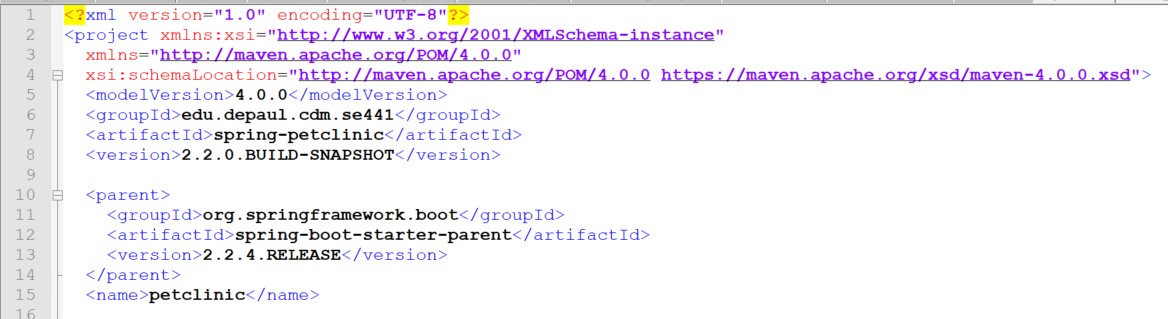 1 <?xml version="1.0" encoding="UTF-8"?>
2 <project xmlns:xsi="http://www.w3.org/2001/XMLSchema-instance"
3 xmlns="http://maven.apache.org/POM/4.0.0"
4 xsi:schemaLocation="http://maven.apache.org/POM/4.0.0 https://maven.apache.org/xsd/maven-4.0.0.xsd">
5 <modelVersion>4.0.0</modelVersion>
6 <groupId>edu.depaul.cdm.se441</groupId>
7 <artifactId>spring-petclinic</artifactId>
8 <version>2.2.0.BUILD-SNAPSHOT</version>
9
10 <parent>
11 <groupId>org.springframework.boot</groupId>
12 <artifactId>spring-boot-starter-parent</artifactId>
13 <version>2.2.4.RELEASE</version>
14 </parent>
15 <name>petclinic</name>
16